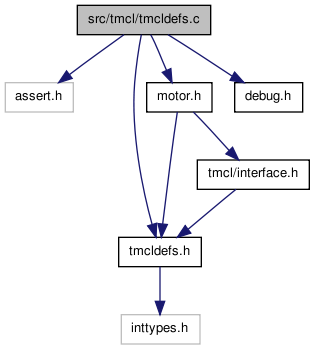 src/tmcl/tmcldefs.c
assert.h
motor.h
debug.h
tmcl/interface.h
tmcldefs.h
inttypes.h